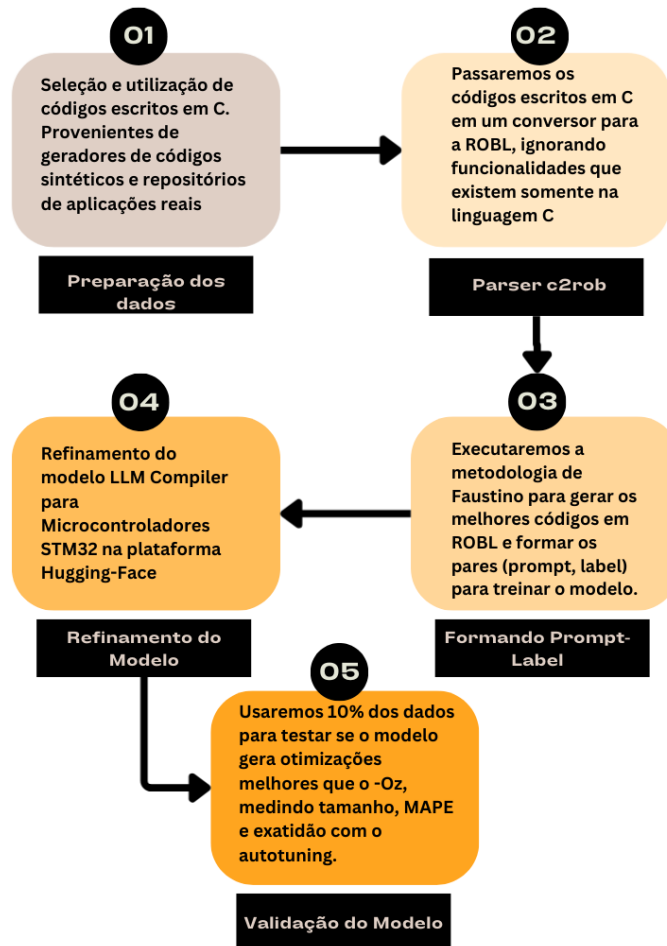 01
Seleção e utilização de
códigos escritos em C.
Provenientes de
geradores de códigos
sintéticos e repositórios
de aplicações reais
Preparação dos
dados
02
Passaremos os
códigos escritos em C
em um conversor para
a ROBL, ignorando
funcionalidades que
existem somente na
linguagem C
Parser c2rob
03
Executaremos a
metodologia de
Faustino para gerar os
melhores códigos em
ROBL e formar os
pares (prompt, label)
para treinar o modelo.
Formando Prompt-
Label
04
Refinamento do
modelo LLM Compiler
para
Microcontroladores
STM32 na plataforma
Hugging-Face
Refinamento do
Modelo
05
Usaremos 10% dos dados
para testar se o modelo
gera otimizações
melhores que o -Oz,
medindo tamanho, MAPE
e exatidão com o
autotuning.
Validação do Modelo